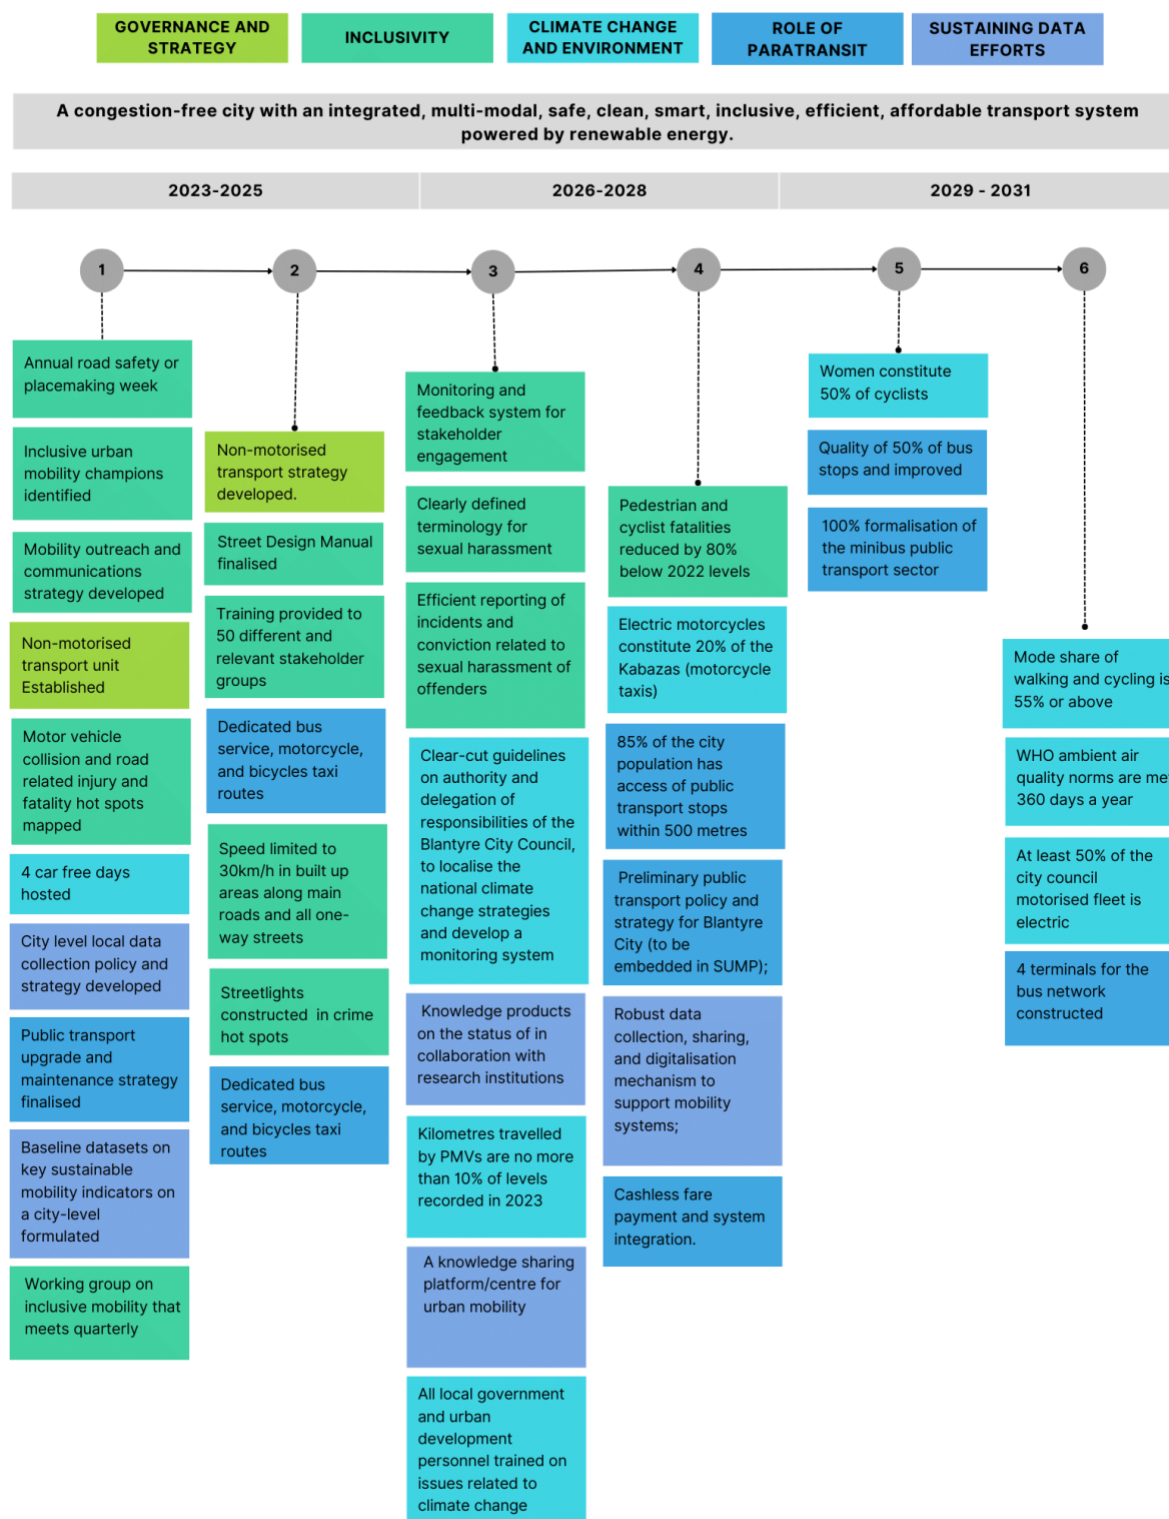 GOVERNANCE AND
STRATEGY
INCLUSIVITY
CLIMATE CHANGE
AND ENVIRONMENT
ROLE OF
PARATRANSIT
SUSTAINING DATA
EFFORTS
A congestion-free city with an integrated, multi-modal, safe, clean, smart, inclusive, efficient, affordable transport system
powered by renewable energy.
2023-2025
2026-2028
2029 - 2031
1
2
3
4
5
6
Annual road safety or
placemaking week
Inclusive urban
mobility champions
identified
Mobility outreach and
communications
strategy developed
Non-motorised
transport unit
Established
Motor vehicle
collision and road
related injury and
fatality hot spots
mapped
4 car free days
hosted
City level local data
collection policy and
strategy developed
Public transport
upgrade and
maintenance strategy
finalised
Baseline datasets on
key sustainable
mobility indicators on
a city-level
formulated
Working group on
inclusive mobility that
meets quarterly
Non-motorised
transport strategy
developed.
Street Design Manual
finalised
Training provided to
50 different and
relevant stakeholder
groups
Dedicated bus
service, motorcycle,
and bicycles taxi
routes
Speed limited to
30km/h in built up
areas along main
roads and all one-
way streets
Streetlights
constructed in crime
hot spots
Dedicated bus
service, motorcycle,
and bicycles taxi
routes
Monitoring and
feedback system for
stakeholder
engagement
Clearly defined
terminology for
sexual harassment
Efficient reporting of
incidents and
conviction related to
sexual harassment of
offenders
Clear-cut guidelines
on authority and
delegation of
responsibilities of the
Blantyre City Council,
to localise the
national climate
change strategies
and develop a
monitoring system
Knowledge products
on the status of in
collaboration with
research institutions
Kilometres travelled
by PMVs are no more
than 10% of levels
recorded in 2023
A knowledge sharing
platform/centre for
urban mobility
All local government
and urban
development
personnel trained on
issues related to
climate change
Pedestrian and
cyclist fatalities
reduced by 80%
below 2022 levels
Electric motorcycles
constitute 20% of the
Kabazas (motorcycle
taxis)
85% of the city
population has
access of public
transport stops
within 500 metres
Preliminary public
transport policy and
strategy for Blantyre
City (to be
embedded in SUMP);
Robust data
collection, sharing,
and digitalisation
mechanism to
support mobility
systems;
Cashless fare
payment and system
integration.
Women constitute
50% of cyclists
Quality of 50% of bus
stops and improved
100% formalisation of
the minibus public
transport sector
Mode share of
walking and cycling is
55% or above
WHO ambient air
quality norms are met
360 days a year
At least 50% of the
city council
motorised fleet is
electric
4 terminals for the
bus network
constructed